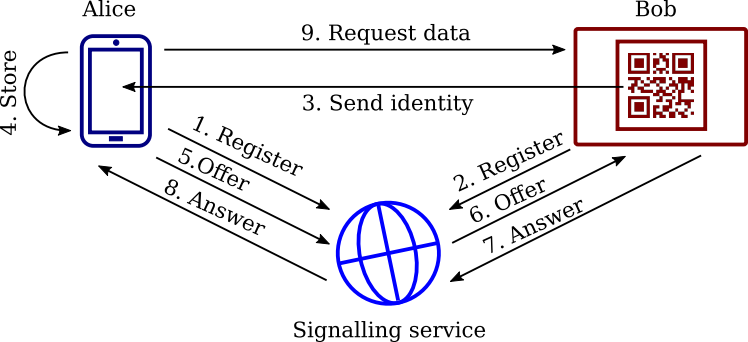 Alice
Bob
9. Request data
3. Send identity
4. Store
1. Register
5.Offer
8. Answer
2. Register
6. Offer
7. Answer
Signalling service